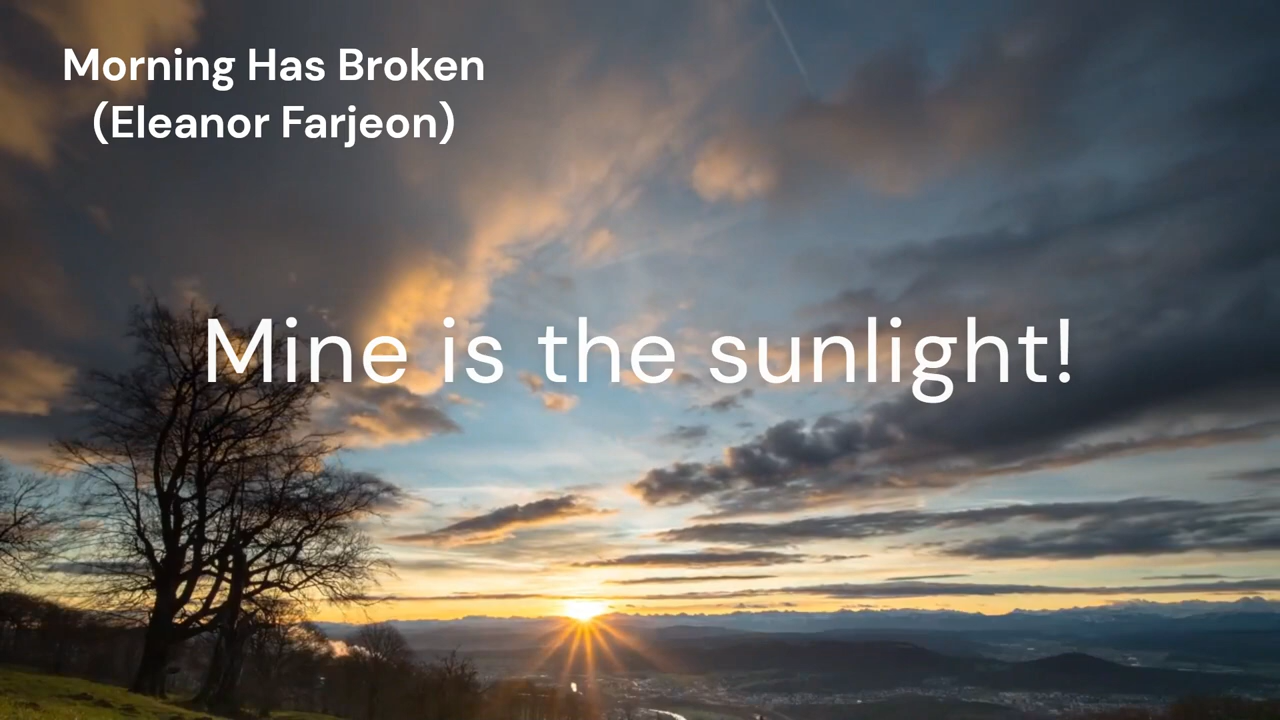 Morning Has Broken
(Eleanor Farjeon)
Mine is the sunlight!